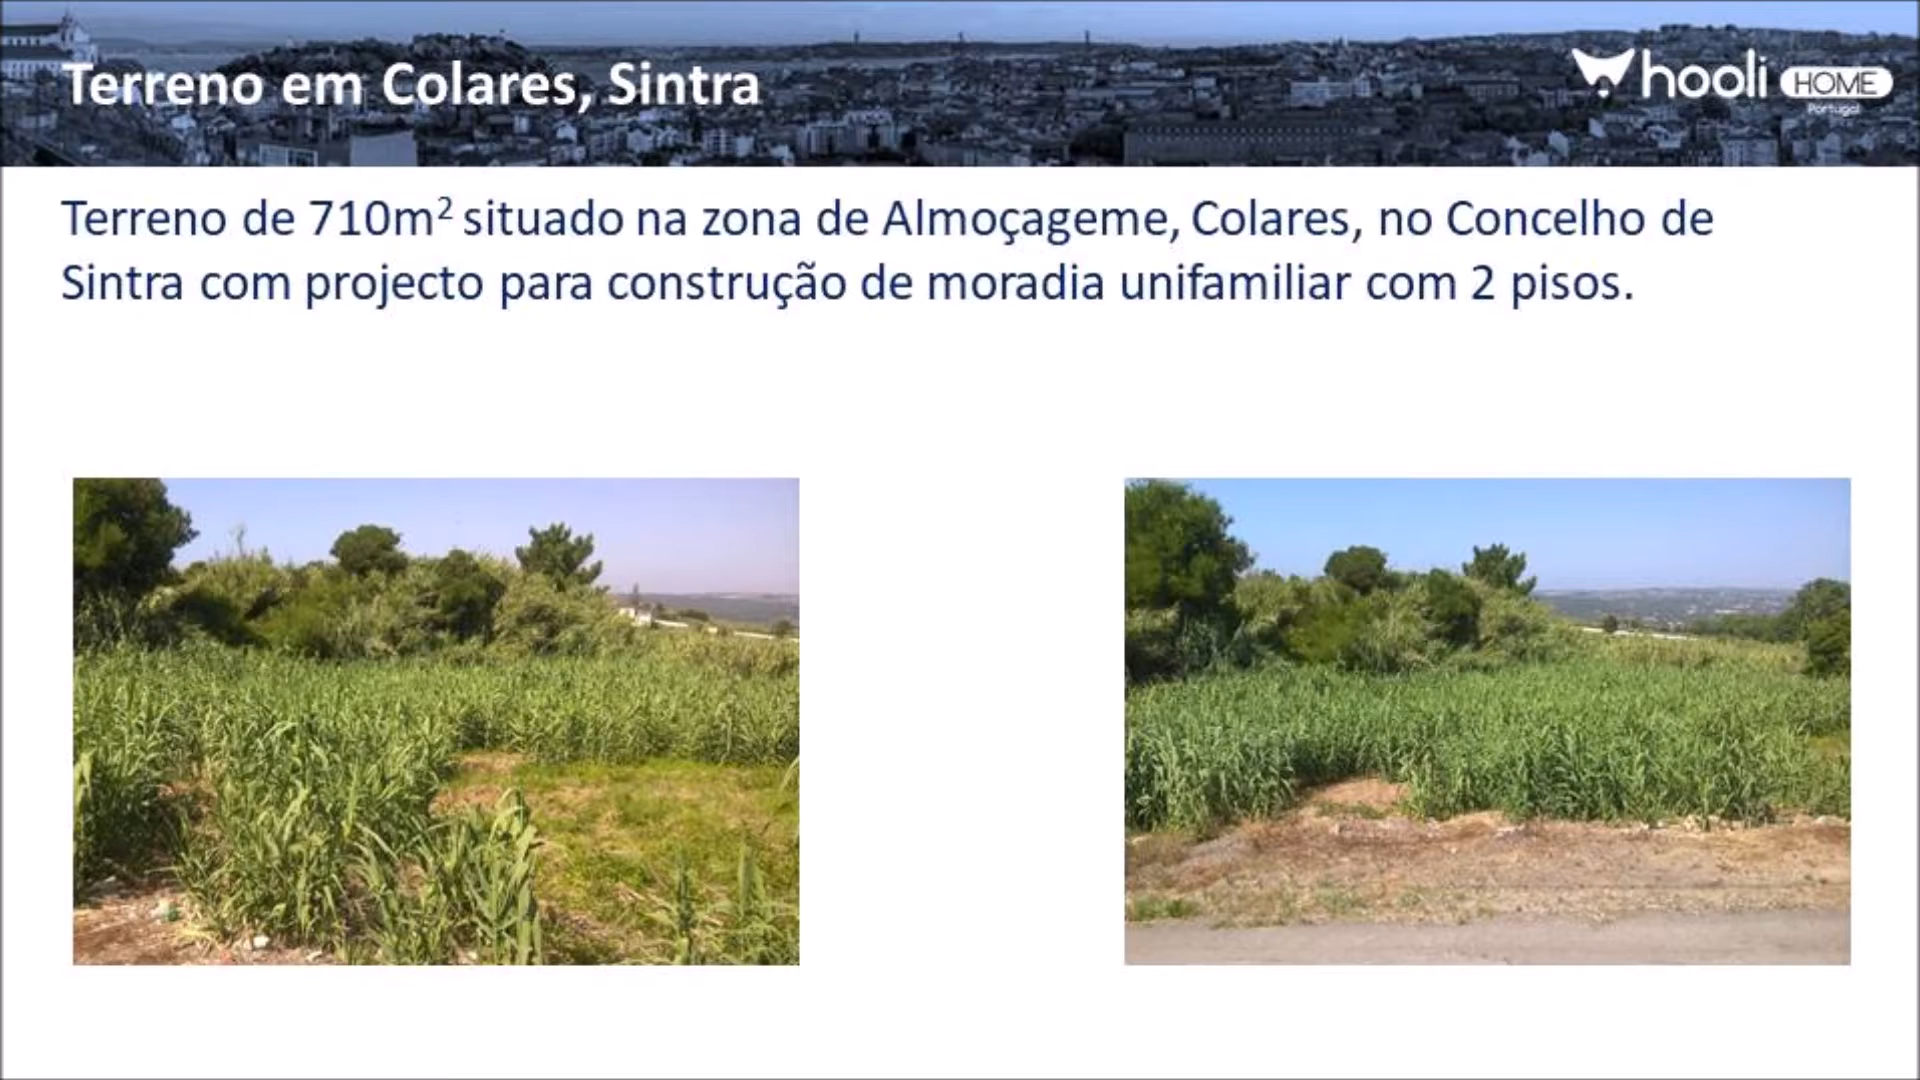 Terreno em Colares, Sintra
hooli HOME
Portugal
Terreno de 710m² situado na zona de Almoçageme, Colares, no Concelho de
Sintra com projecto para construção de moradia unifamiliar com 2 pisos.